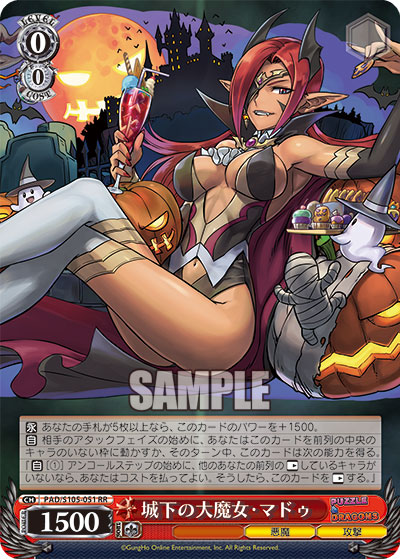 LEVEL
0
0
COST
SAMPLE
永 あなたの手札が5枚以上なら、このカードのパワーを+1500。
自 相手のアタックフェイズの始めに、あなたはこのカードを前列の中央の
キャラのいない枠に動かすか、そのターン中、このカードは次の能力を得る。
『自 ［］ アンコールステップの始めに、他のあなたの前列の［］しているキャラが
いないなら、あなたはコストを払ってよい。そうしたら、このカードを［］する。』
CH PAD/S105-051 RR
城下の大魔女・マドゥ
PUZZLE & DRAGONS
1500
悪魔
攻撃
©GungHo Online Entertainment, Inc. All Rights Reserved.